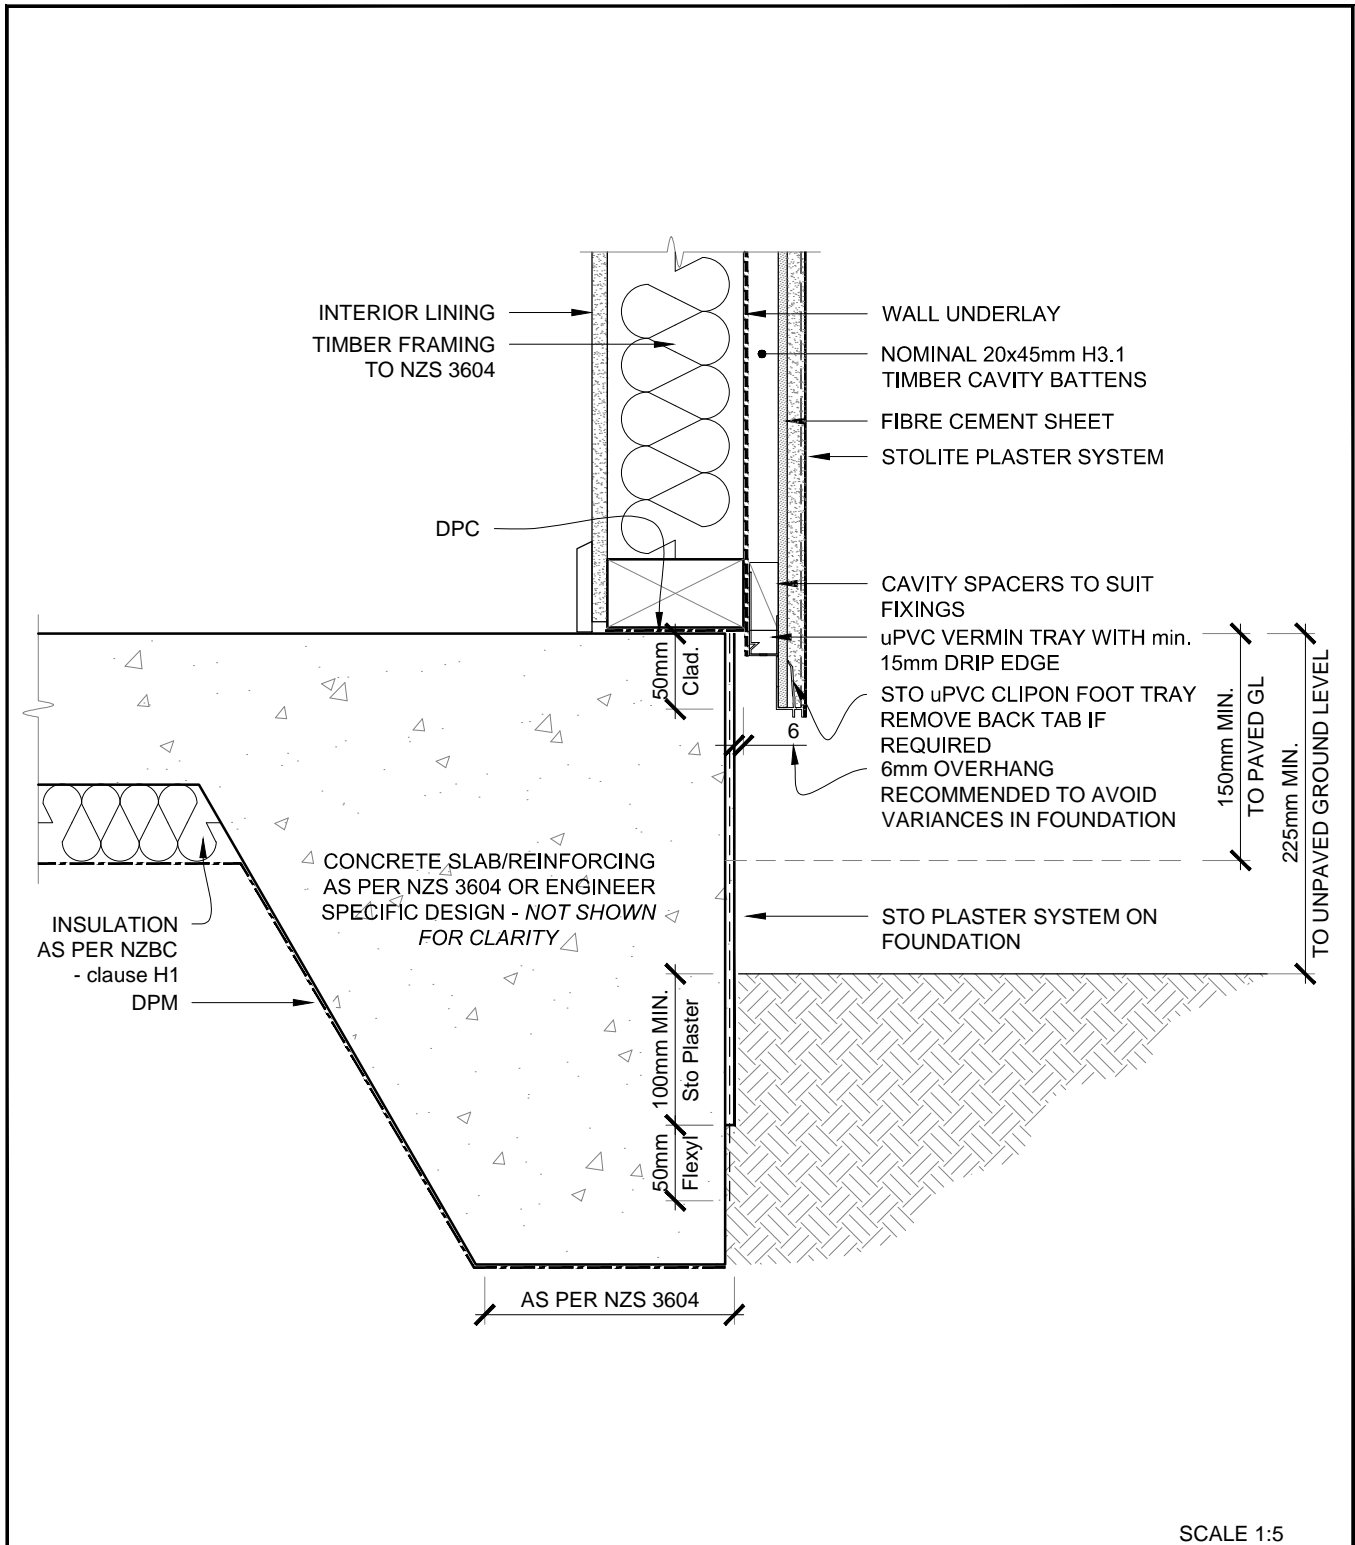 INTERIOR LINING
TIMBER FRAMING
TO NZS 3604
DPC
WALL UNDERLAY
NOMINAL 20x45mm H3.1
TIMBER CAVITY BATTENS
FIBRE CEMENT SHEET
STOLITE PLASTER SYSTEM
CAVITY SPACERS TO SUIT
FIXINGS
uPVC VERMIN TRAY WITH min.
15mm DRIP EDGE
STO uPVC CLIPON FOOT TRAY
REMOVE BACK TAB IF
REQUIRED
6mm OVERHANG
RECOMMENDED TO AVOID
VARIANCES IN FOUNDATION
50mm
Clad.
6
150mm MIN.
TO PAVED GL
225mm MIN.
TO UNPAVED GROUND LEVEL
CONCRETE SLAB/REINFORCING
AS PER NZS 3604 OR ENGINEER
SPECIFIC DESIGN - NOT SHOWN
FOR CLARITY
INSULATION
AS PER NZBC
- clause H1
DPM
STO PLASTER SYSTEM ON
FOUNDATION
100mm MIN.
Sto Plaster
50mm
Flexyl
AS PER NZS 3604
SCALE 1:5